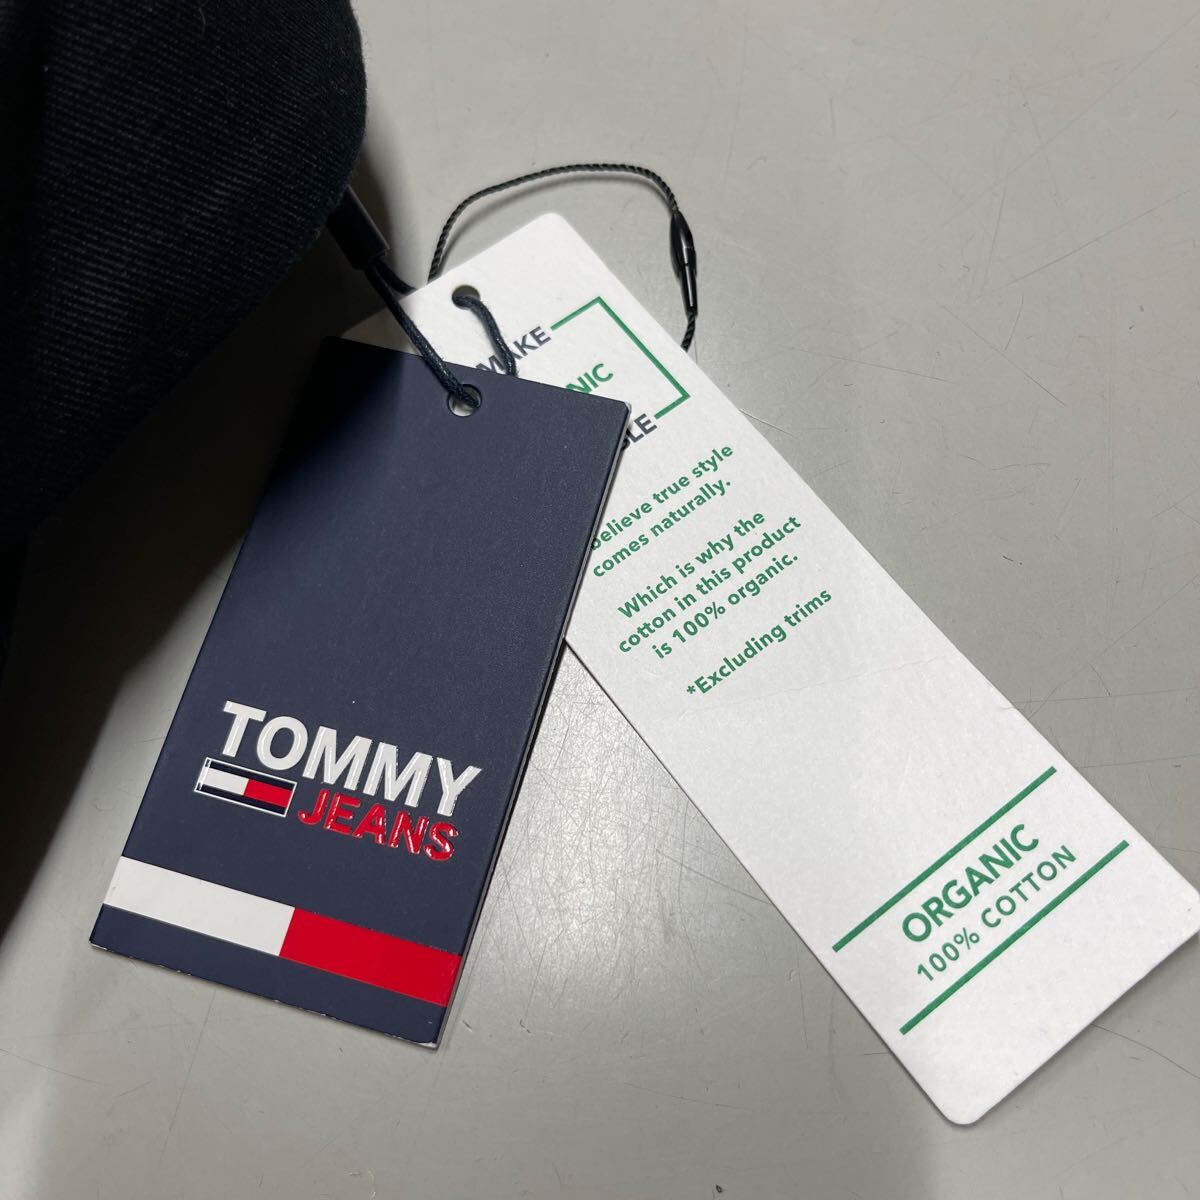 TOMMY
JEANS
MAKE
believe true style
comes naturally.
Which is why the
cotton in this product
is 100% organic.
*Excluding trims
ORGANIC
100% COTTON